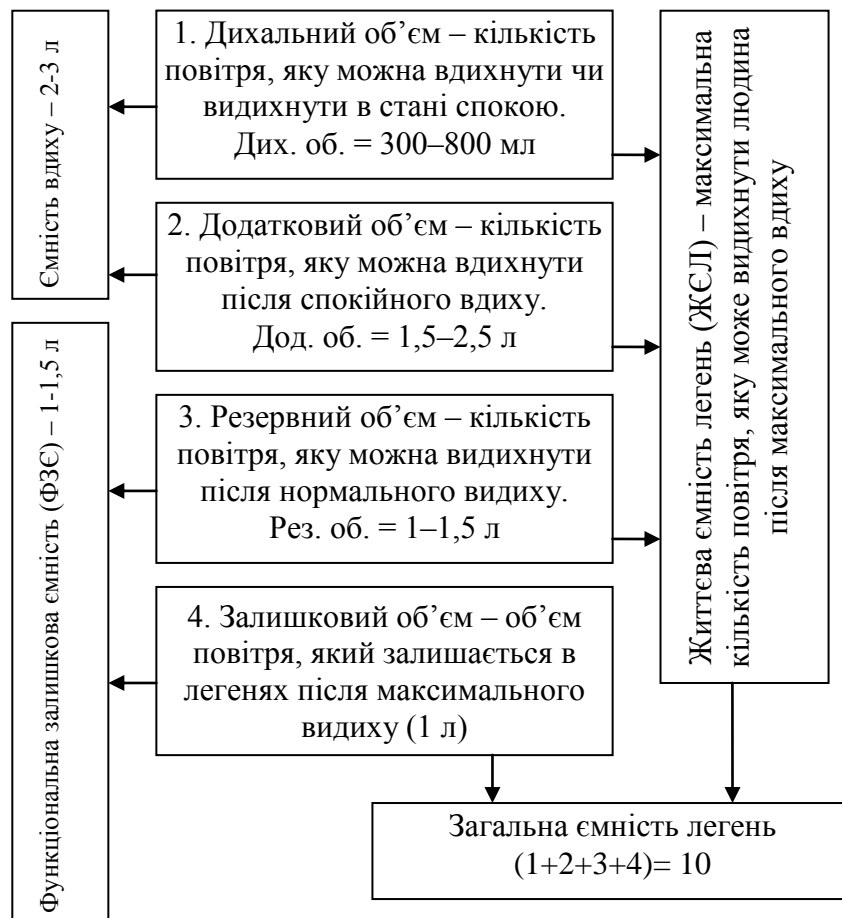 Ємність вдиху – 2-3 л
1. Дихальний об’єм – кількість
повітря, яку можна вдихнути чи
видихнути в стані спокою.
Дих. об. = 300–800 мл
2. Додатковий об’єм – кількість
повітря, яку можна вдихнути
після спокійного вдиху.
Дод. об. = 1,5–2,5 л
Функціональна залишкова ємність (ФЗЄ) – 1-1,5 л
3. Резервний об’єм – кількість
повітря, яку можна видихнути
після нормального видиху.
Рез. об. = 1–1,5 л
4. Залишковий об’єм – об’єм
повітря, який залишається в
легенях після максимального
видиху (1 л)
Життєва ємність легень (ЖЄЛ) – максимальна
кількість повітря, яку може видихнути людина
після максимального вдиху
Загальна ємність легень
(1+2+3+4)= 10